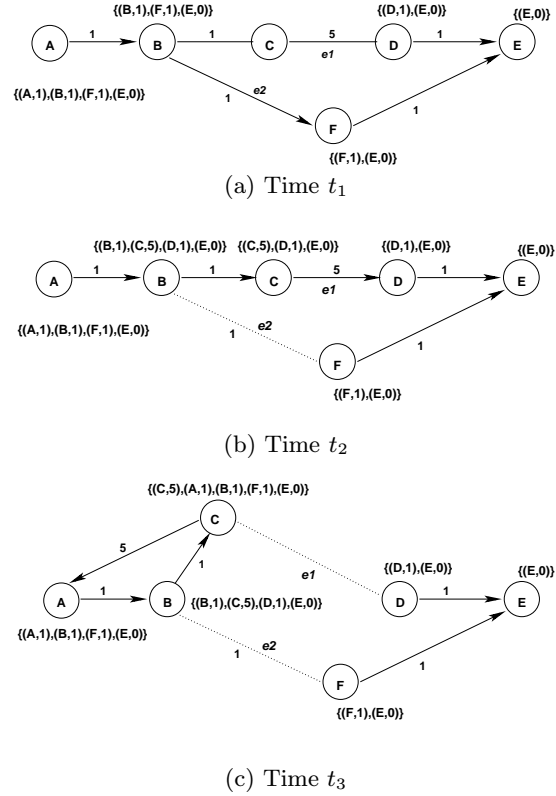 {(B,1),(F,1),(E,0)} {(D,1),(E,0)} {(E,0)}
A 1 B 1 C 5 D 1 E
e1
{(A,1),(B,1),(F,1),(E,0)}
e2
1 1
F
{(F,1),(E,0)}
(a) Time t₁
{(B,1),(C,5),(D,1),(E,0)} {(C,5),(D,1),(E,0)} {(D,1),(E,0)} {(E,0)}
A 1 B 1 C 5 D 1 E
e1
{(A,1),(B,1),(F,1),(E,0)}
1 e2 1
F
{(F,1),(E,0)}
(b) Time t₂
{(C,5),(A,1),(B,1),(F,1),(E,0)}
C
5 1 e1
{(D,1),(E,0)} {(E,0)}
A 1 B {(B,1),(C,5),(D,1),(E,0)} D 1 E
{(A,1),(B,1),(F,1),(E,0)}
1 e2 1
F
{(F,1),(E,0)}
(c) Time t₃